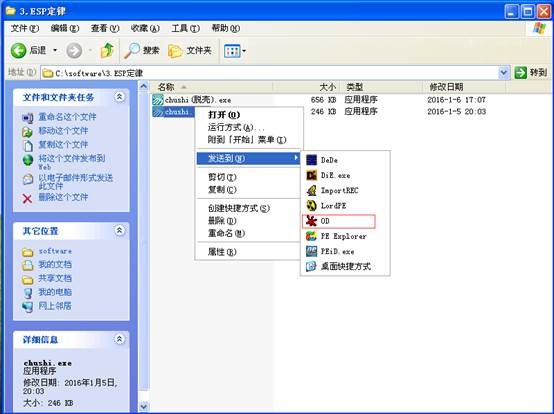 3.ESP定律
文件(F) 编辑(E) 查看(V) 收藏(A) 工具(T) 帮助(H)
后退 搜索 文件夹
地址(D) C:\software\3.ESP定律 转到
文件和文件夹任务
重命名这个文件
移动这个文件
复制这个文件
将这个文件发布到
Web
以电子邮件形式发送此
文件
删除这个文件
其它位置
software
我的文档
共享文档
我的电脑
网上邻居
详细信息
chushi.exe
应用程序
修改日期: 2016年1月5日,
20:03
大小: 246 KB
名称 大小 类型 修改日期
chushi(脱壳).exe 656 KB 应用程序 2016-1-6 17:07
chushi. 246 KB 应用程序 2016-1-5 20:03
打开(O)
运行方式(A)...
附到「开始」菜单(I)
发送到(N)
剪切(T)
复制(C)
创建快捷方式(S)
删除(D)
重命名(M)
属性(R)
DeDe
DiE.exe
ImportREC
LordPE
OD
PE Explorer
PEiD.exe
桌面快捷方式